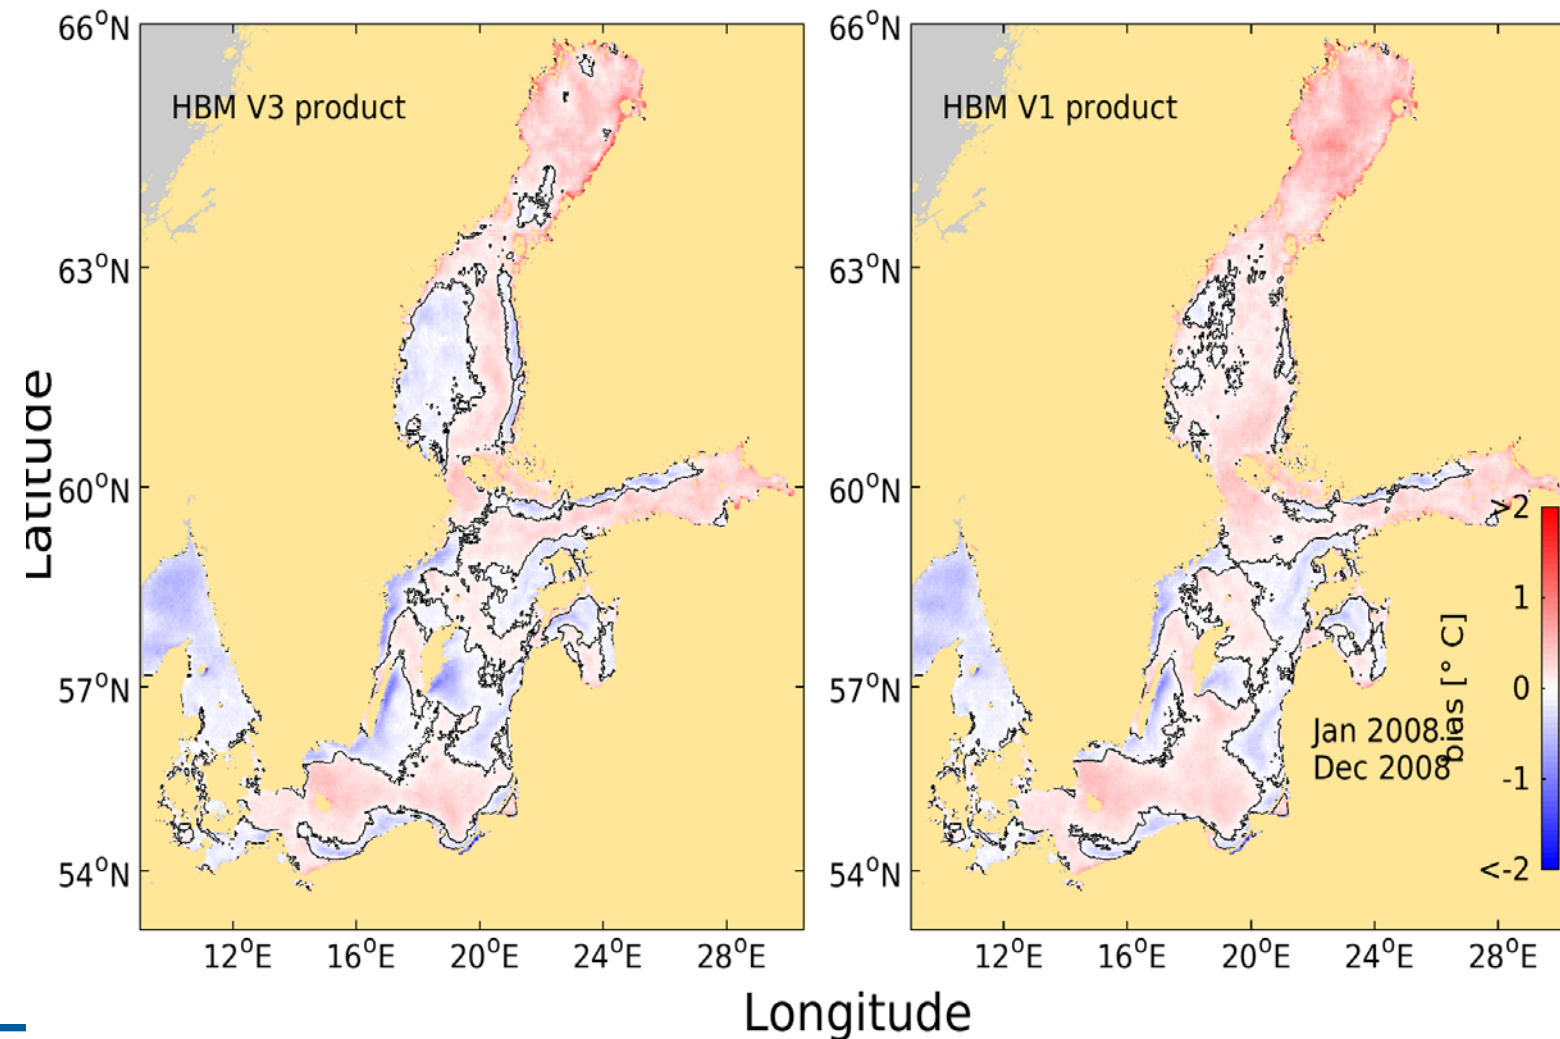 66°N
HBM V3 product
63°N
60°N
57°N
54°N
12°E 16°E 20°E 24°E 28°E
Latitude
66°N
HBM V1 product
63°N
60°N
57°N
54°N
12°E 16°E 20°E 24°E 28°E
Jan 2008-
Dec 2008
bias [° C]
>2
1
0
-1
<-2
Longitude